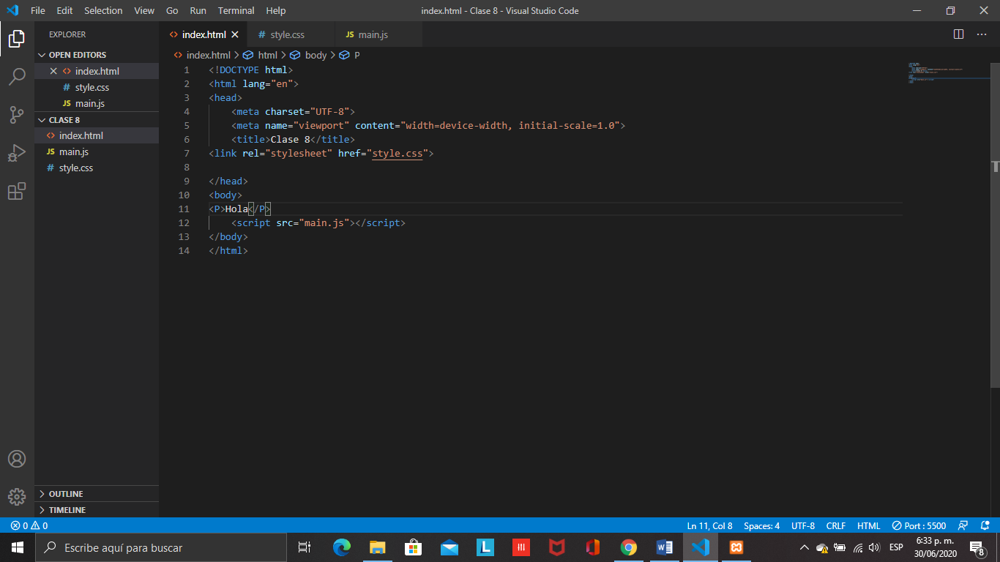 File Edit Selection View Go Run Terminal Help
index.html - Clase 8 - Visual Studio Code
EXPLORER
OPEN EDITORS
index.html
style.css
JS main.js
CLASE 8
index.html
JS main.js
# style.css
OUTLINE
TIMELINE
index.html # style.css JS main.js
index.html > html > body > P
1 <!DOCTYPE html>
2 <html lang="en">
3 <head>
4     <meta charset="UTF-8">
5     <meta name="viewport" content="width=device-width, initial-scale=1.0">
6     <title>Clase 8</title>
7 <link rel="stylesheet" href="style.css">
8
9 </head>
10 <body>
11 <P>Hola</P>
12     <script src="main.js"></script>
13 </body>
14 </html>
0 0 Ln 11, Col 8 Spaces: 4 UTF-8 CRLF HTML Port : 5500
Escribe aquí para buscar
L
ESP
6:33 p. m.
30/06/2020
8